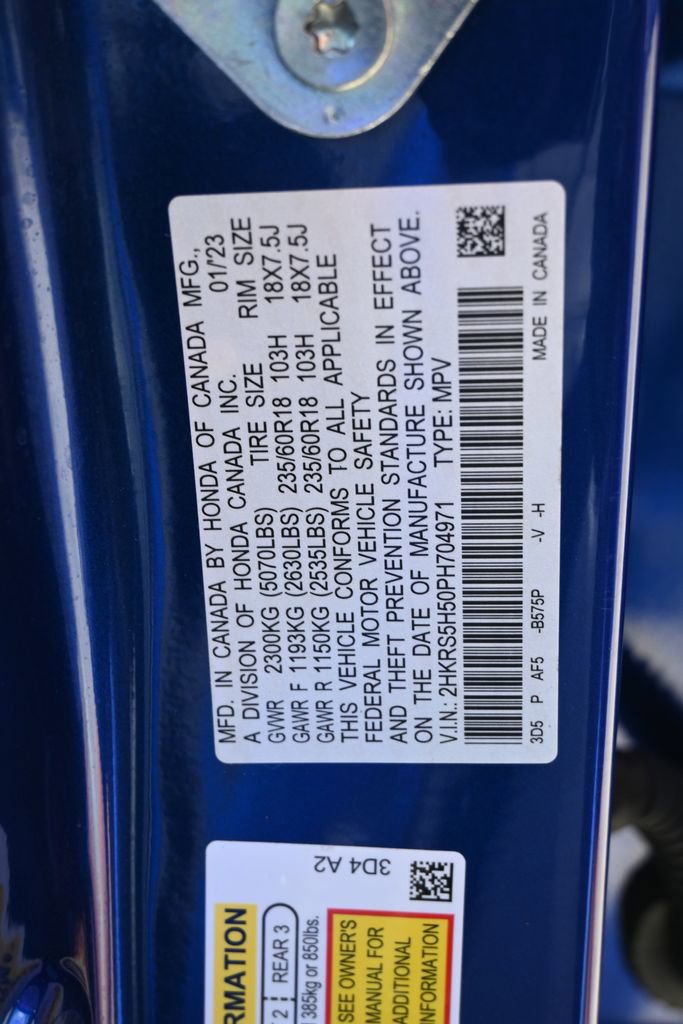 MFD. IN CANADA BY HONDA OF CANADA MFG.,
A DIVISION OF HONDA CANADA INC. 01/'23
GVWR 2300KG (5070LBS) TIRE SIZE RIM SIZE
GAWR F 1193KG (2630LBS) 235/60R18 103H 18X7.5J
GAWR R 1150KG (2535LBS) 235/60R18 103H 18X7.5J
THIS VEHICLE CONFORMS TO ALL APPLICABLE
FEDERAL MOTOR VEHICLE SAFETY
AND THEFT PREVENTION STANDARDS IN EFFECT
ON THE DATE OF MANUFACTURE SHOWN ABOVE.
V.I.N.: 2HKRS5H50PH704971 TYPE: MPV
3D5 P AF5 -B575P -V -H MADE IN CANADA
RMATION
2 REAR 3
385kg or 850lbs.
SEE OWNER'S
MANUAL FOR
ADDITIONAL
INFORMATION
3D4 A2